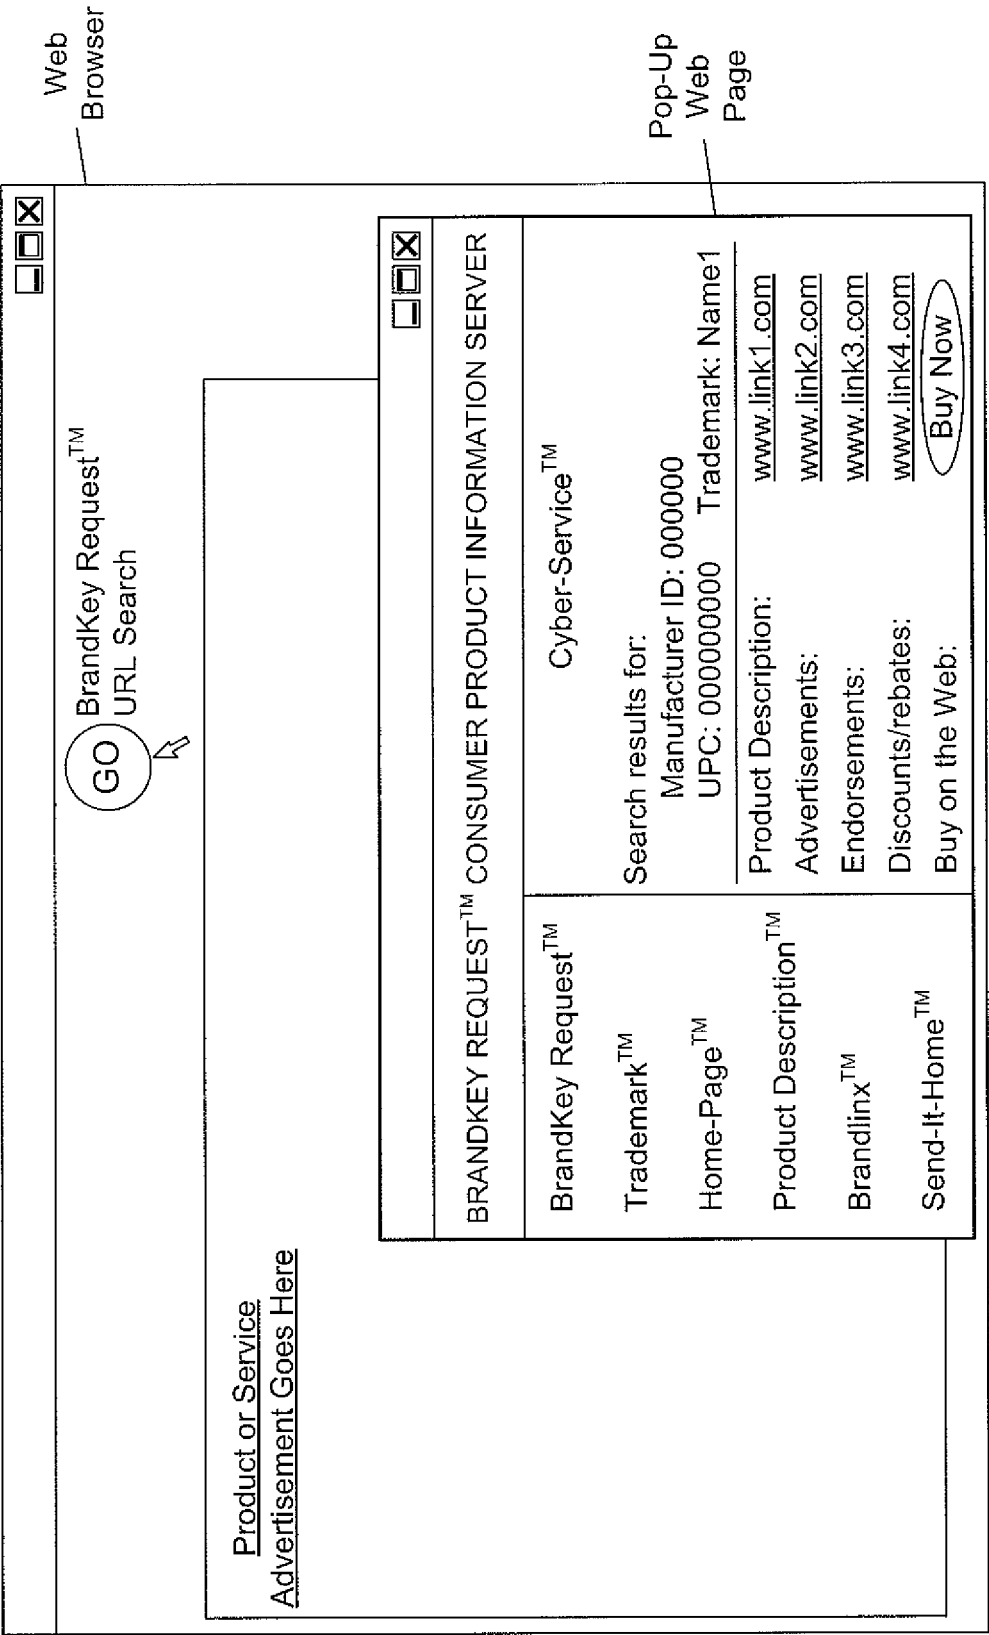 Web
Browser
GO
BrandKey Request™
URL Search
Product or Service
Advertisement Goes Here
Pop-Up
Web
Page
BRANDKEY REQUEST™ CONSUMER PRODUCT INFORMATION SERVER
BrandKey Request™
Trademark™
Home-Page™
Product Description™
Brandlinx™
Send-It-Home™
Cyber-Service™
Search results for:
Manufacturer ID: 000000
UPC: 000000000 Trademark: Name1
Product Description: www.link1.com
Advertisements: www.link2.com
Endorsements: www.link3.com
Discounts/rebates: www.link4.com
Buy on the Web: Buy Now